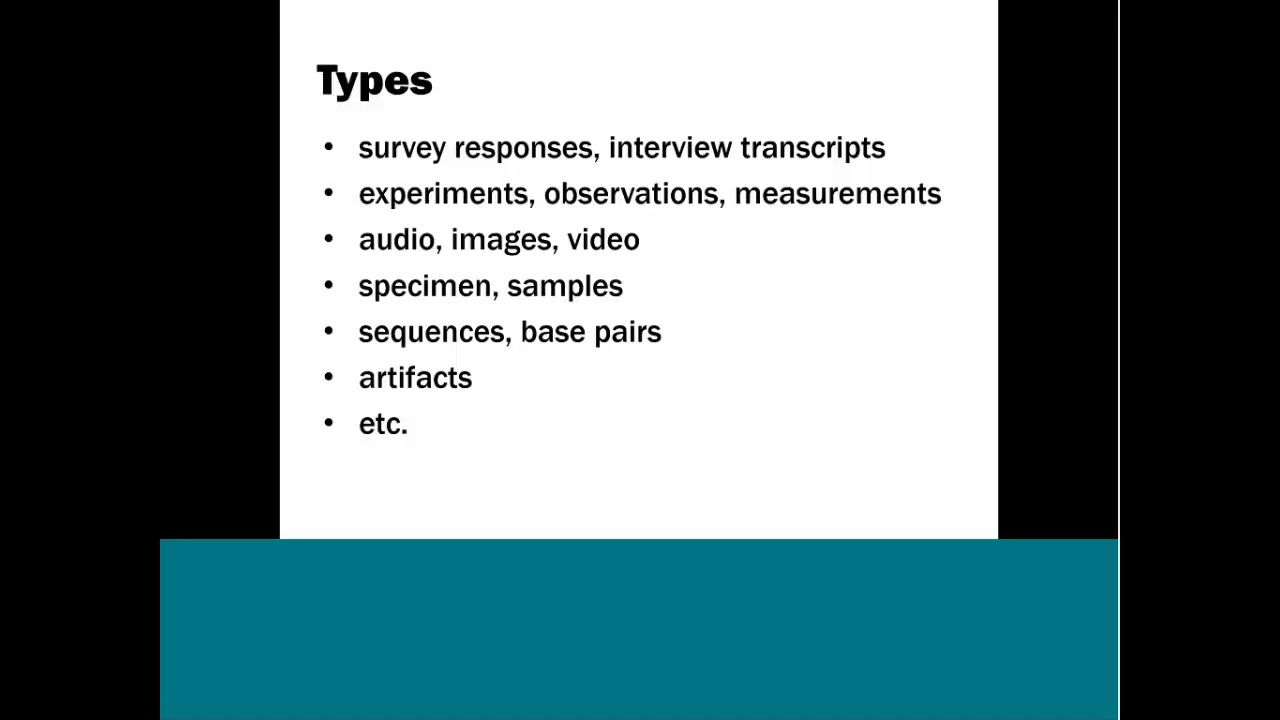 Types
• survey responses, interview transcripts
• experiments, observations, measurements
• audio, images, video
• specimen, samples
• sequences, base pairs
• artifacts
• etc.